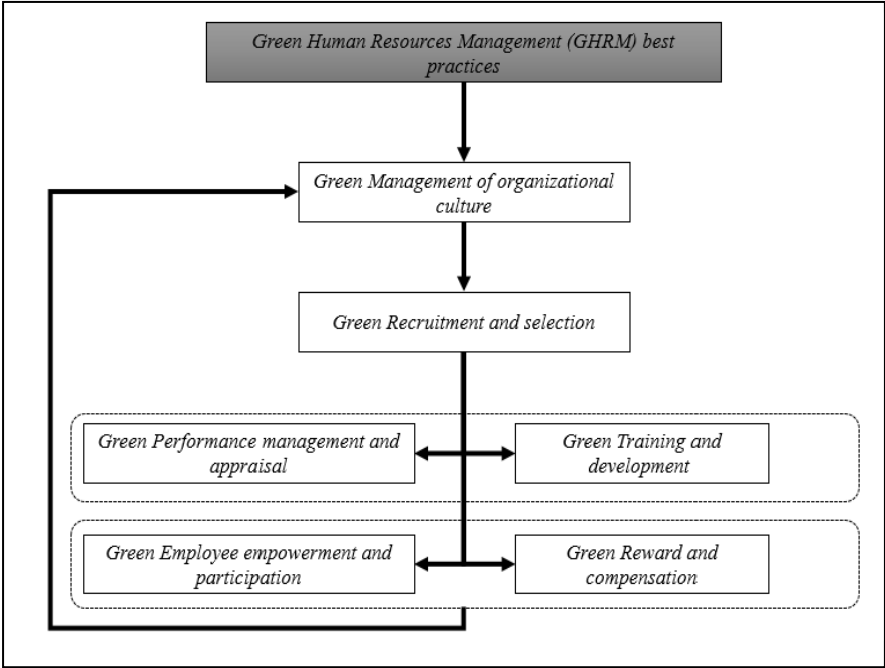 Green Human Resources Management (GHRM) best
practices
Green Management of organizational
culture
Green Recruitment and selection
Green Performance management and
appraisal
Green Training and
development
Green Employee empowerment and
participation
Green Reward and
compensation